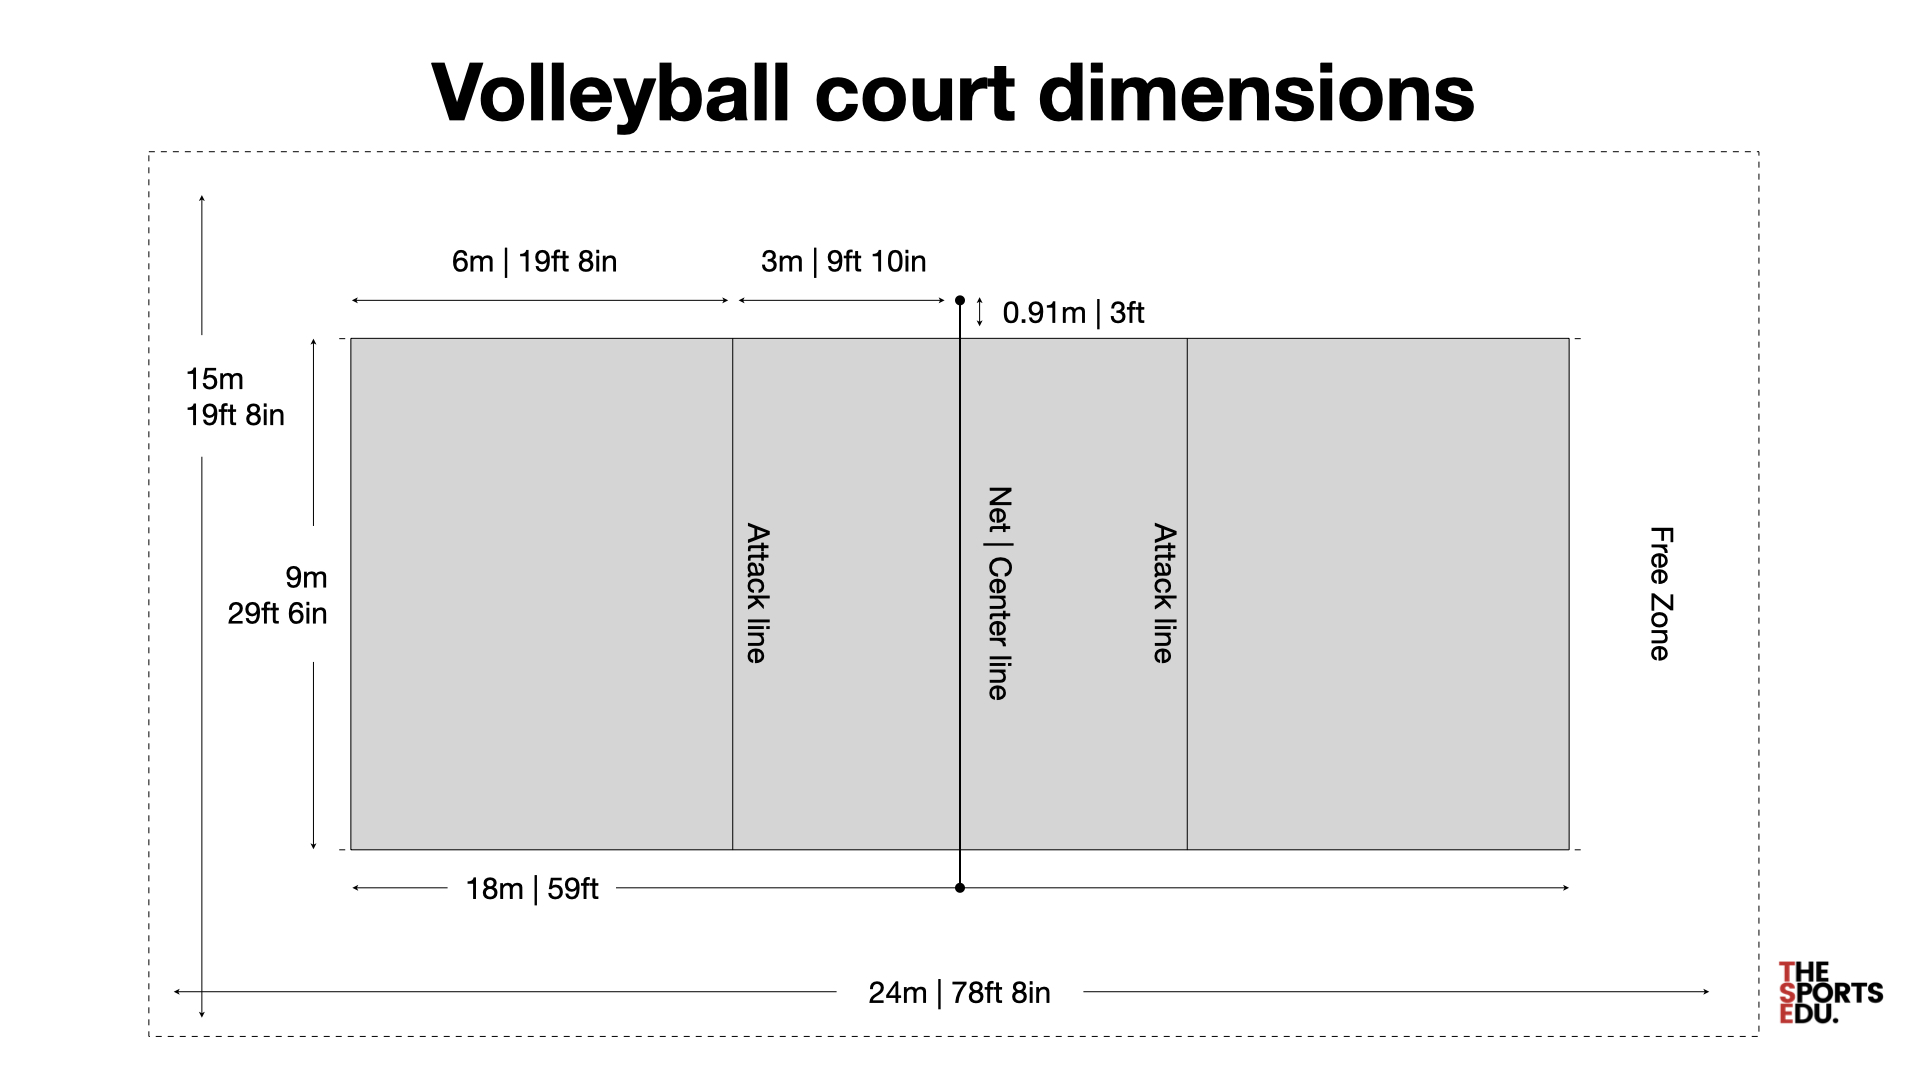 Volleyball court dimensions
6m | 19ft 8in
3m | 9ft 10in
0.91m | 3ft
15m
19ft 8in
9m
29ft 6in
Attack line
Net | Center line
Attack line
Free Zone
18m | 59ft
24m | 78ft 8in
THE
SPORTS
EDU.